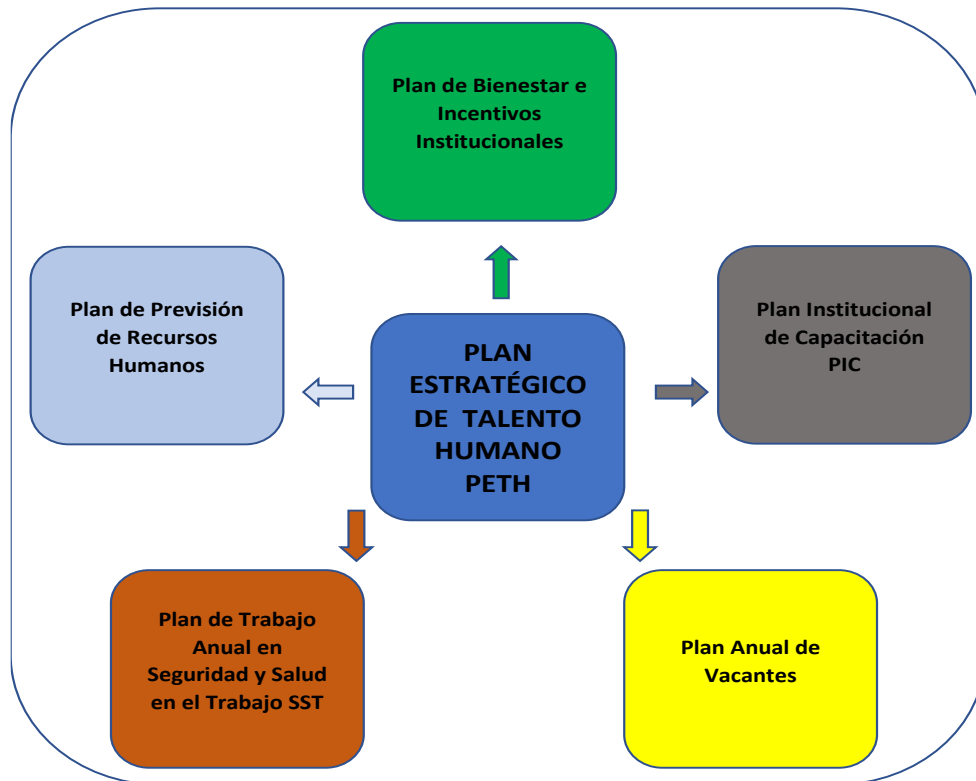 Plan de Bienestar e
Incentivos
Institucionales
Plan de Previsión
de Recursos
Humanos
PLAN
ESTRATÉGICO
DE TALENTO
HUMANO
PETH
Plan Institucional
de Capacitación
PIC
Plan de Trabajo
Anual en
Seguridad y Salud
en el Trabajo SST
Plan Anual de
Vacantes